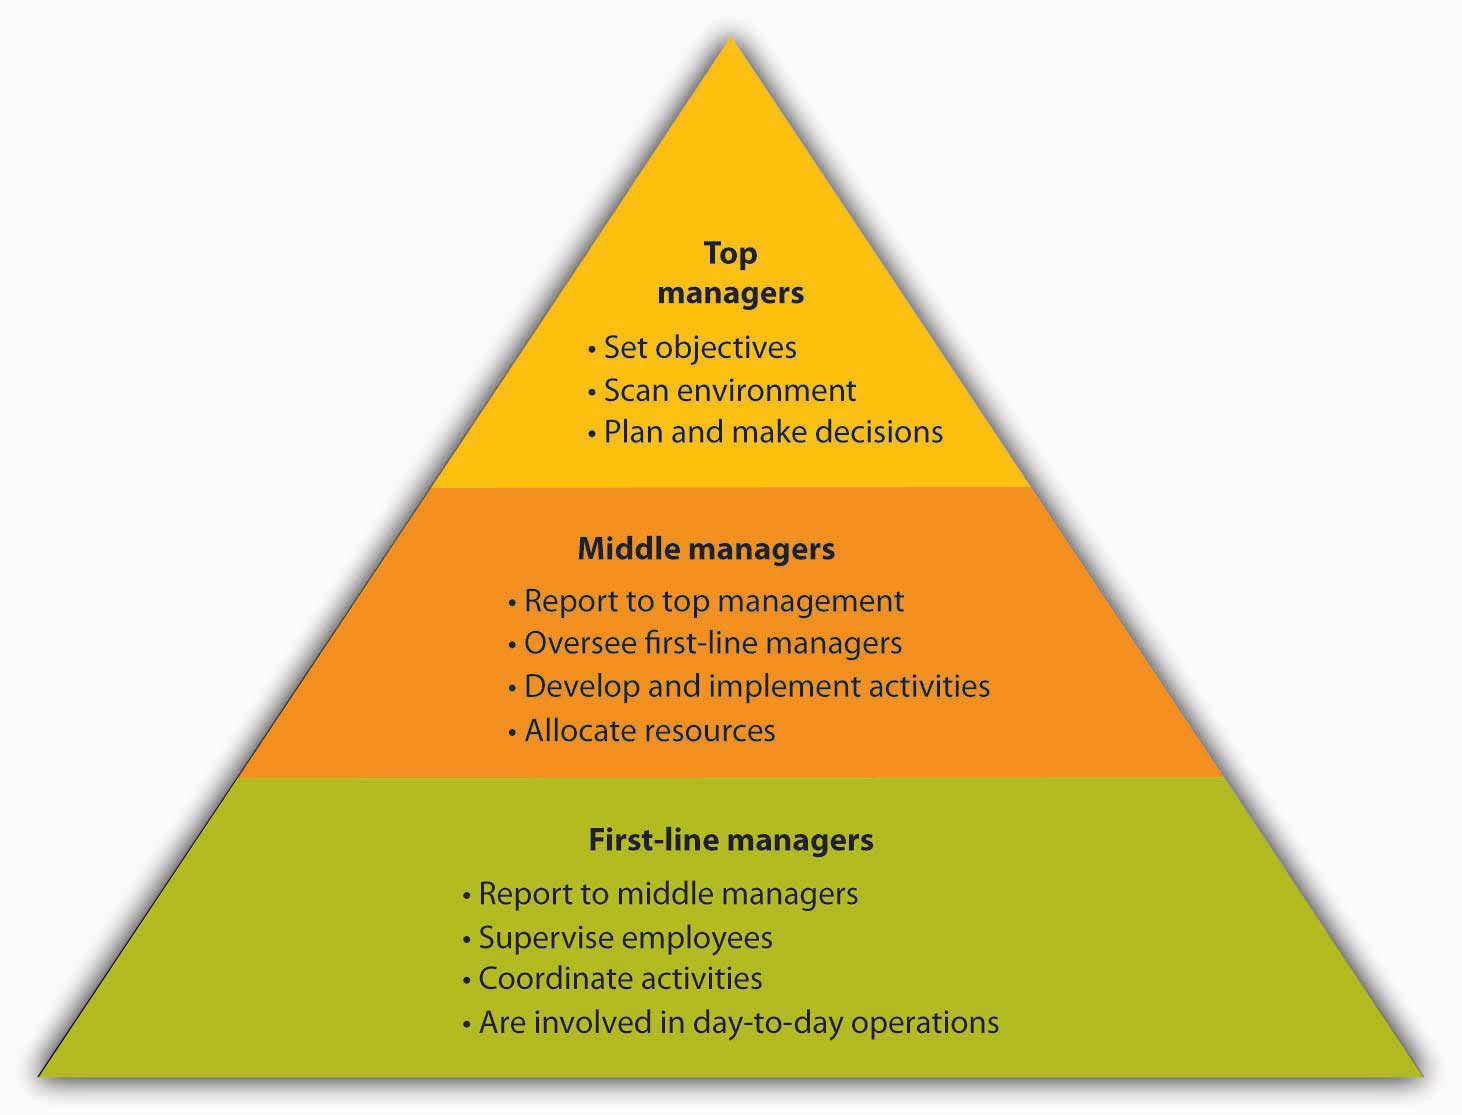 Top
managers
• Set objectives
• Scan environment
• Plan and make decisions
Middle managers
• Report to top management
• Oversee first-line managers
• Develop and implement activities
• Allocate resources
First-line managers
• Report to middle managers
• Supervise employees
• Coordinate activities
• Are involved in day-to-day operations